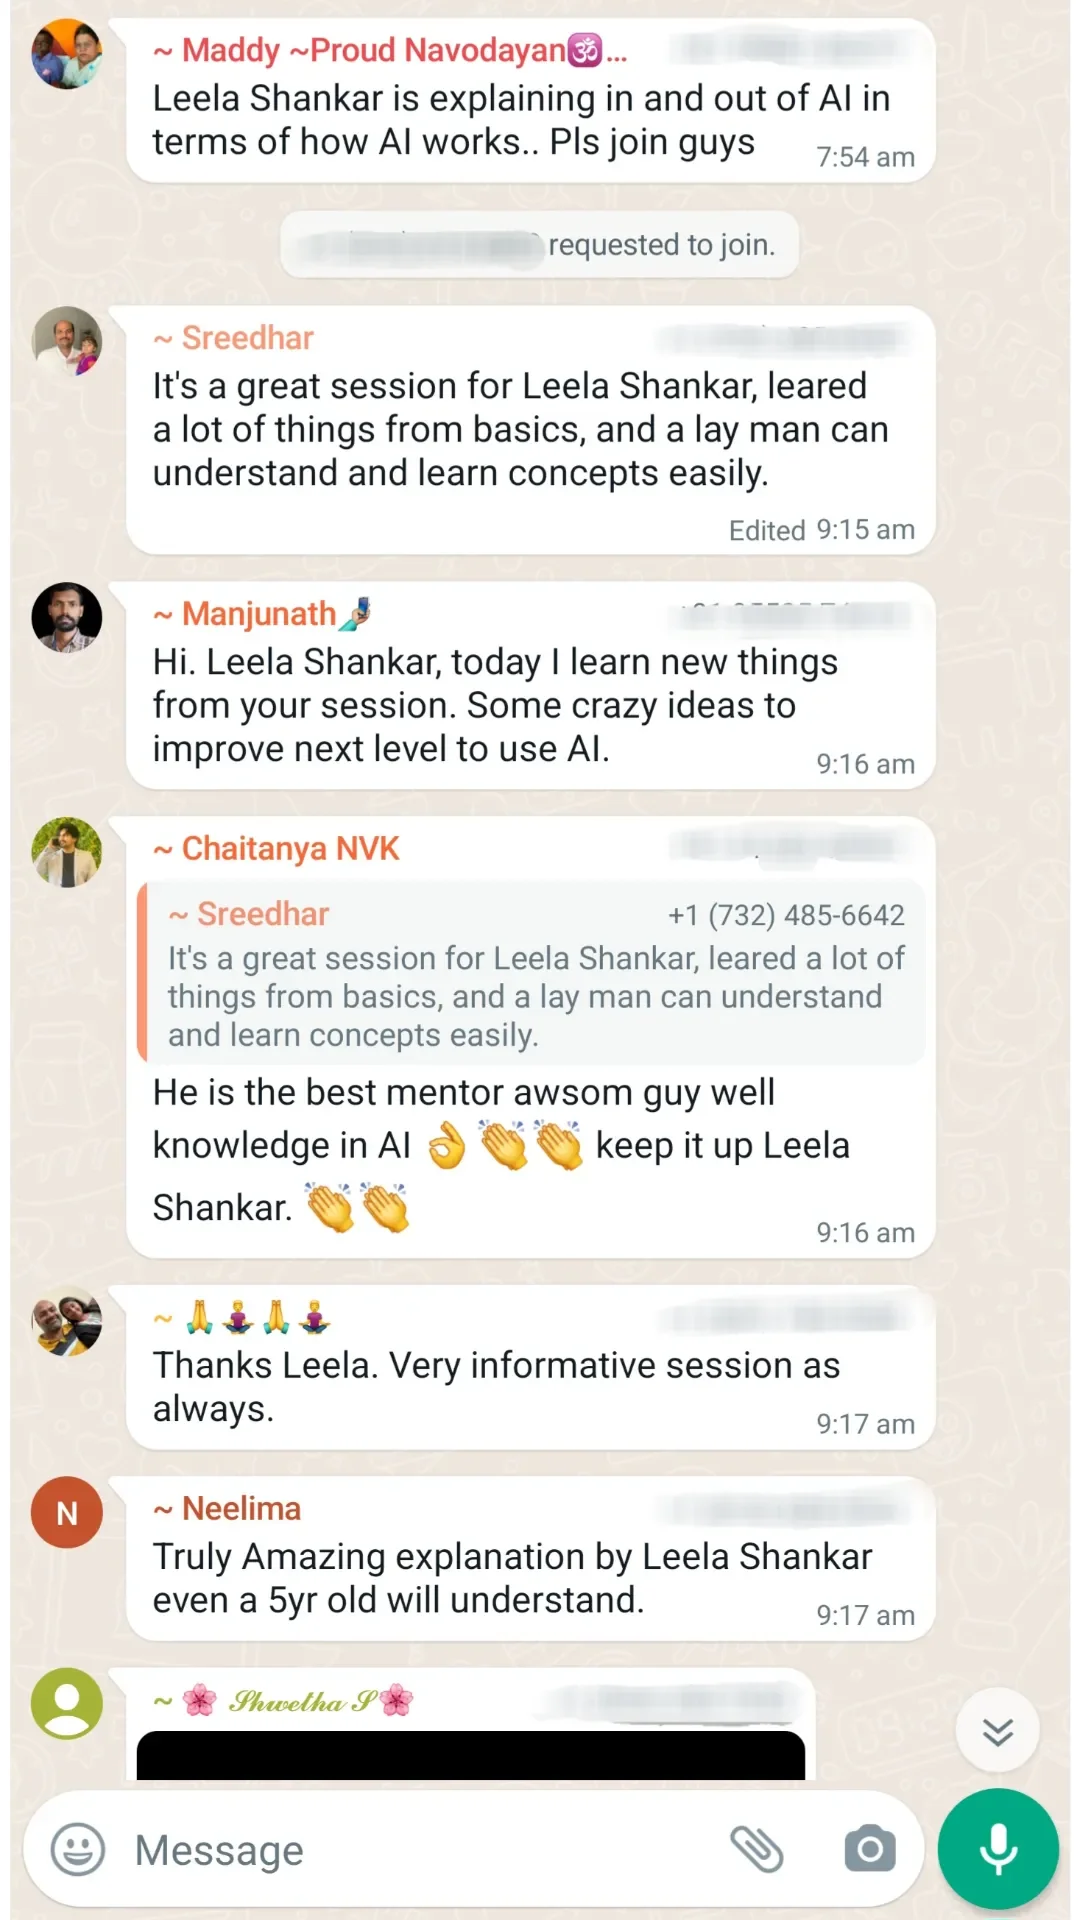 ~ Maddy ~Proud Navodayan🕉️...
Leela Shankar is explaining in and out of AI in
terms of how AI works.. Pls join guys
7:54 am
requested to join.
~ Sreedhar
It's a great session for Leela Shankar, leared
a lot of things from basics, and a lay man can
understand and learn concepts easily.
Edited 9:15 am
~ Manjunath🤳
Hi. Leela Shankar, today I learn new things
from your session. Some crazy ideas to
improve next level to use AI.
9:16 am
~ Chaitanya NVK
~ Sreedhar +1 (732) 485-6642
It's a great session for Leela Shankar, leared a lot of
things from basics, and a lay man can understand
and learn concepts easily.
He is the best mentor awsom guy well
knowledge in AI 👌👏👏 keep it up Leela
Shankar. 👏👏
9:16 am
~ 🙏🧘🙏🧘
Thanks Leela. Very informative session as
always.
9:17 am
N
~ Neelima
Truly Amazing explanation by Leela Shankar
even a 5yr old will understand.
9:17 am
~ 🌸 𝓢𝓱𝔀𝓮𝓽𝓱𝓪 𝓢🌸
Message